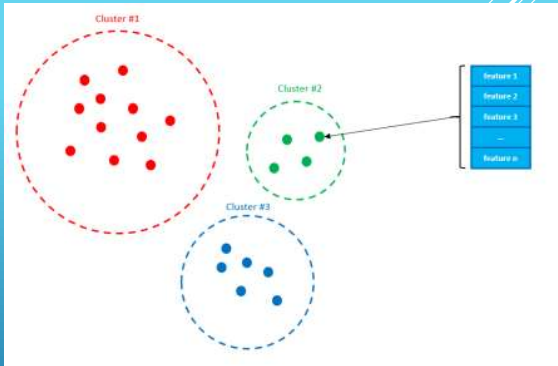 Cluster #1
Cluster #2
feature 1
feature 2
feature 3
...
feature n
Cluster #3